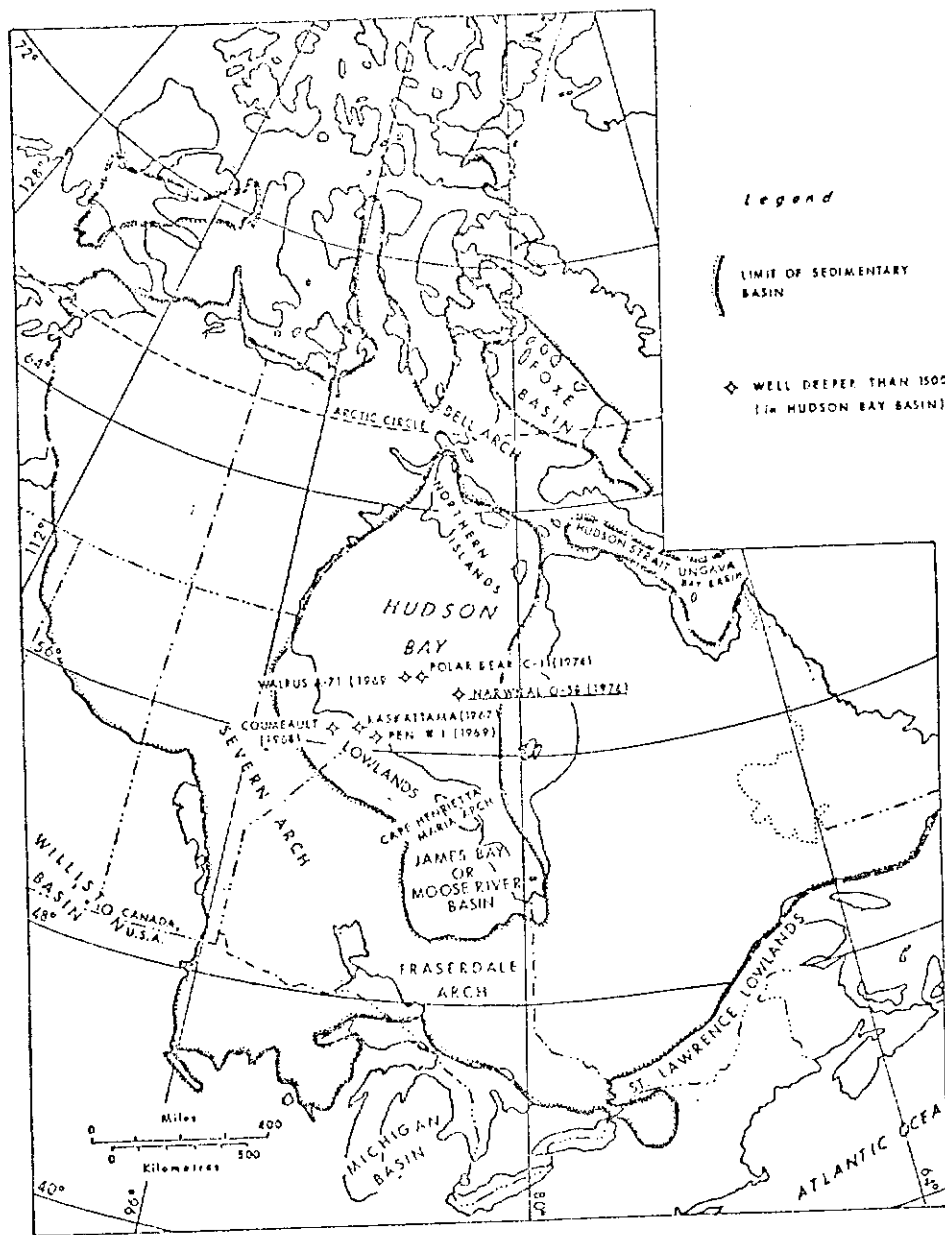 72°
128°
Legend
LIMIT OF SEDIMENTARY
BASIN
WELL DEEPER THAN 1500
(in HUDSON BAY BASIN)
64°
FOXE
BASIN
ARCTIC CIRCLE
BELL ARCH
112°
NORTHERN
ISLANDS
HUDSON STRAIT
UNGAVA
BAY BASIN
HUDSON
BAY
56°
POLAR BEAR C-11 (1974)
WALRUS A-71 (1969
NARWHAL O-58 (1974)
COMEAULT
(1968)
KASKATTAMA (1967)
PEN # 1 (1969)
LOWLANDS
SEVERN ARCH
CAPE HENRIETTA
MARIA ARCH
JAMES BAY
OR
MOOSE RIVER
BASIN
WILLISTON
BASIN
CANADA,
U.S.A.
48°
FRASERDALE
ARCH
ST. LAWRENCE LOWLANDS
Miles
0 400
0 500
Kilometres
MICHIGAN
BASIN
ATLANTIC OCEA
40°
96°
80°
64°